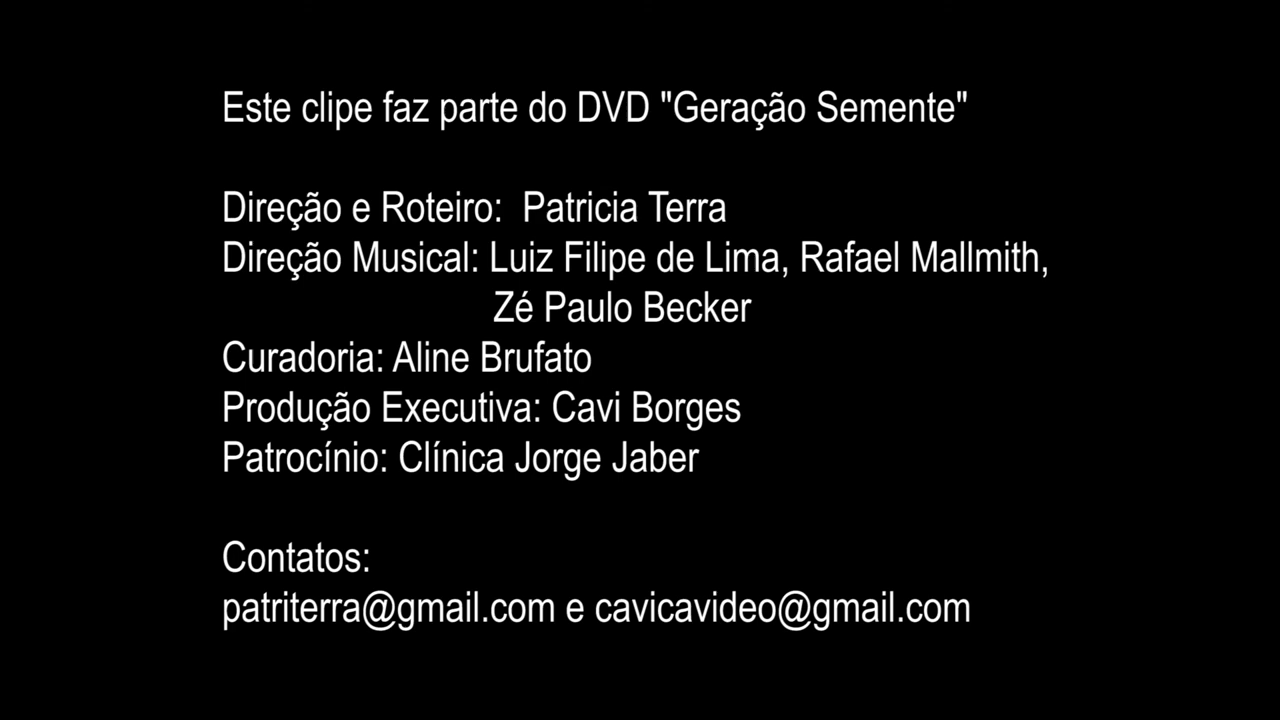 Este clipe faz parte do DVD "Geração Semente"
Direção e Roteiro:  Patricia Terra
Direção Musical: Luiz Filipe de Lima, Rafael Mallmith,
Zé Paulo Becker
Curadoria: Aline Brufato
Produção Executiva: Cavi Borges
Patrocínio: Clínica Jorge Jaber
Contatos:
patriterra@gmail.com e cavicavideo@gmail.com